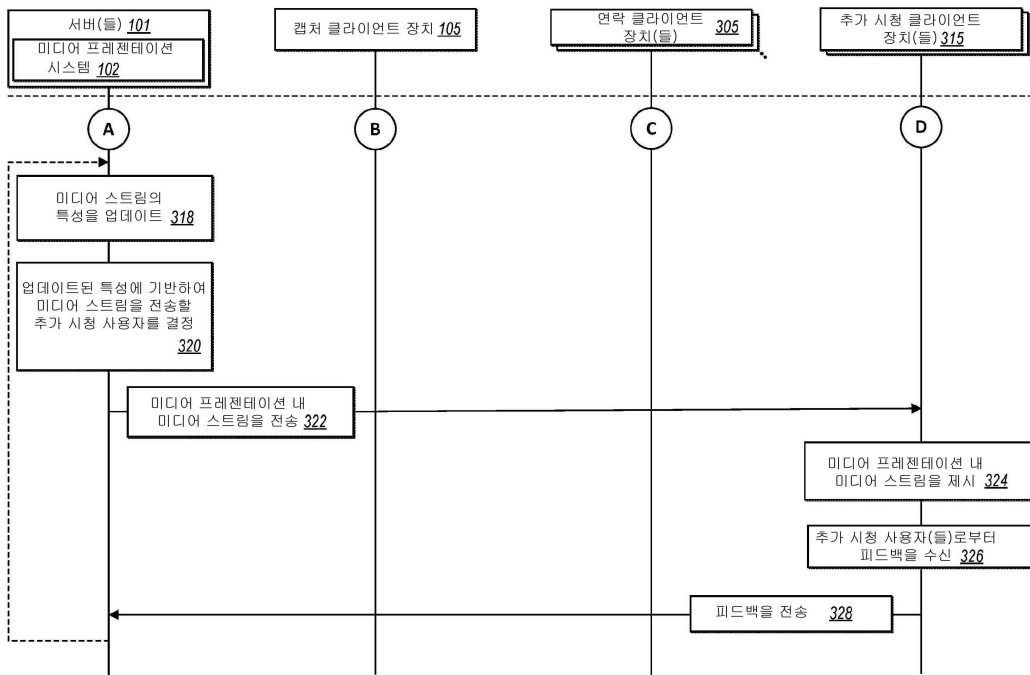 서버(들) 101
미디어 프레젠테이션
시스템 102
캡처 클라이언트 장치 105
연락 클라이언트
장치(들) 305
추가 시청 클라이언트
장치(들) 315
A
B
C
D
미디어 스트림의
특성을 업데이트 318
업데이트된 특성에 기반하여
미디어 스트림을 전송할
추가 시청 사용자를 결정
320
미디어 프레젠테이션 내
미디어 스트림을 전송 322
미디어 프레젠테이션 내
미디어 스트림을 제시 324
추가 시청 사용자(들)로부터
피드백을 수신 326
피드백을 전송 328